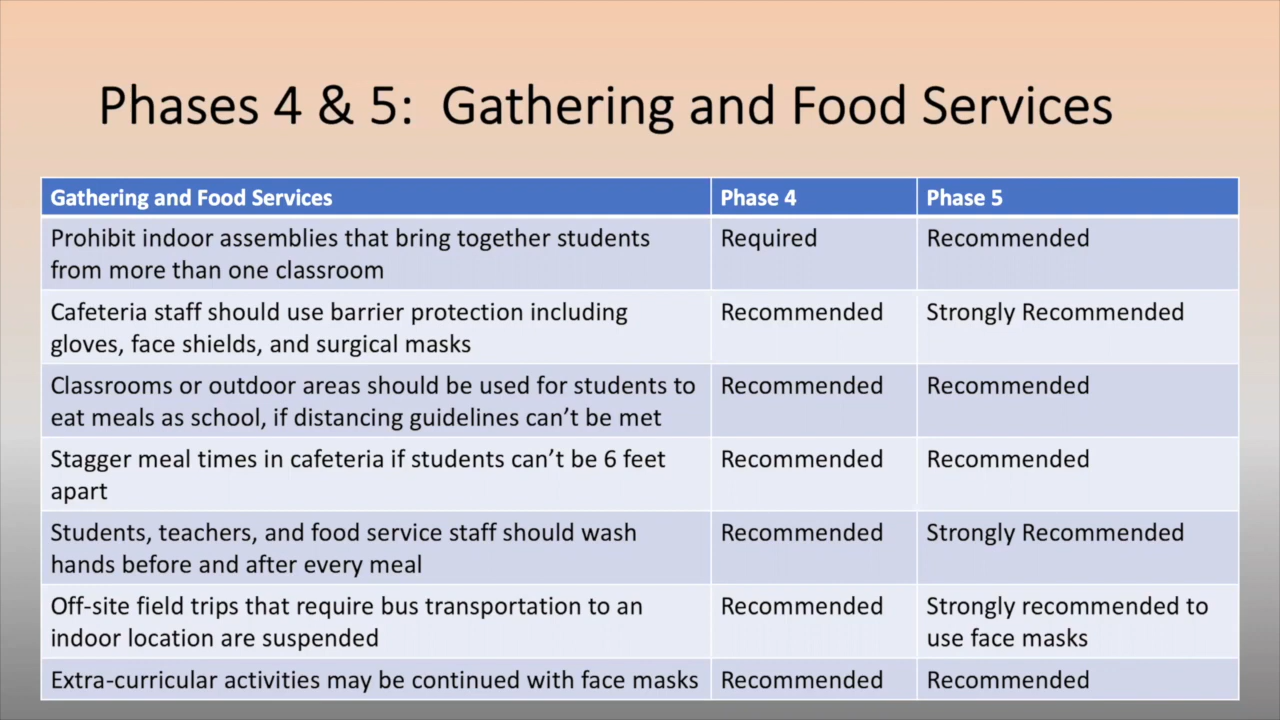 Phases 4 & 5:  Gathering and Food Services
Gathering and Food Services Phase 4 Phase 5
Prohibit indoor assemblies that bring together students Required Recommended
from more than one classroom
Cafeteria staff should use barrier protection including Recommended Strongly Recommended
gloves, face shields, and surgical masks
Classrooms or outdoor areas should be used for students to Recommended Recommended
eat meals as school, if distancing guidelines can’t be met
Stagger meal times in cafeteria if students can’t be 6 feet Recommended Recommended
apart
Students, teachers, and food service staff should wash Recommended Strongly Recommended
hands before and after every meal
Off-site field trips that require bus transportation to an Recommended Strongly recommended to
indoor location are suspended use face masks
Extra-curricular activities may be continued with face masks Recommended Recommended